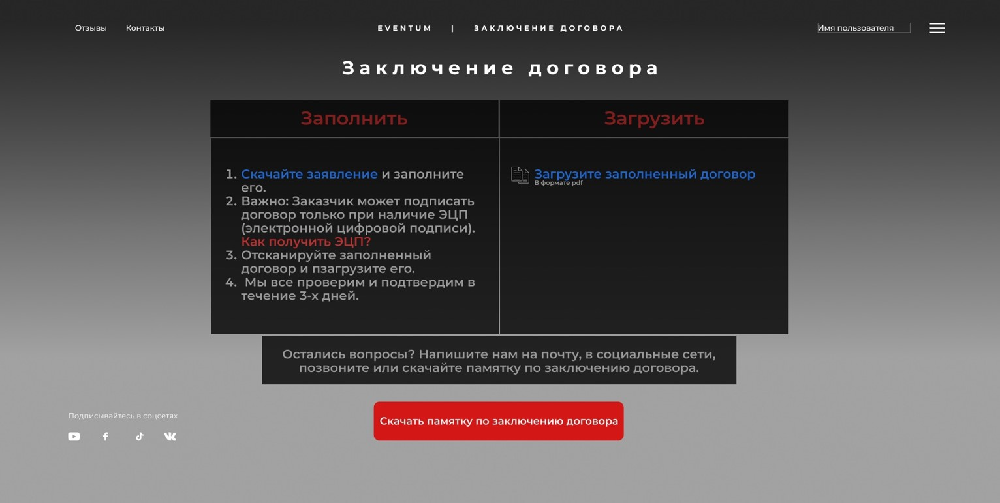 Отзывы Контакты EVENTUM | ЗАКЛЮЧЕНИЕ ДОГОВОРА Имя пользователя
Заключение договора
Заполнить
1. Скачайте заявление и заполните
его.
2. Важно: Заказчик может подписать
договор только при наличие ЭЦП
(электронной цифровой подписи).
Как получить ЭЦП?
3. Отсканируйте заполненный
договор и пзагрузите его.
4. Мы все проверим и подтвердим в
течение 3-х дней.
Загрузить
Загрузите заполненный договор
В формате pdf
Остались вопросы? Напишите нам на почту, в социальные сети,
позвоните или скачайте памятку по заключению договора.
Скачать памятку по заключению договора
Подписывайтесь в соцсетях